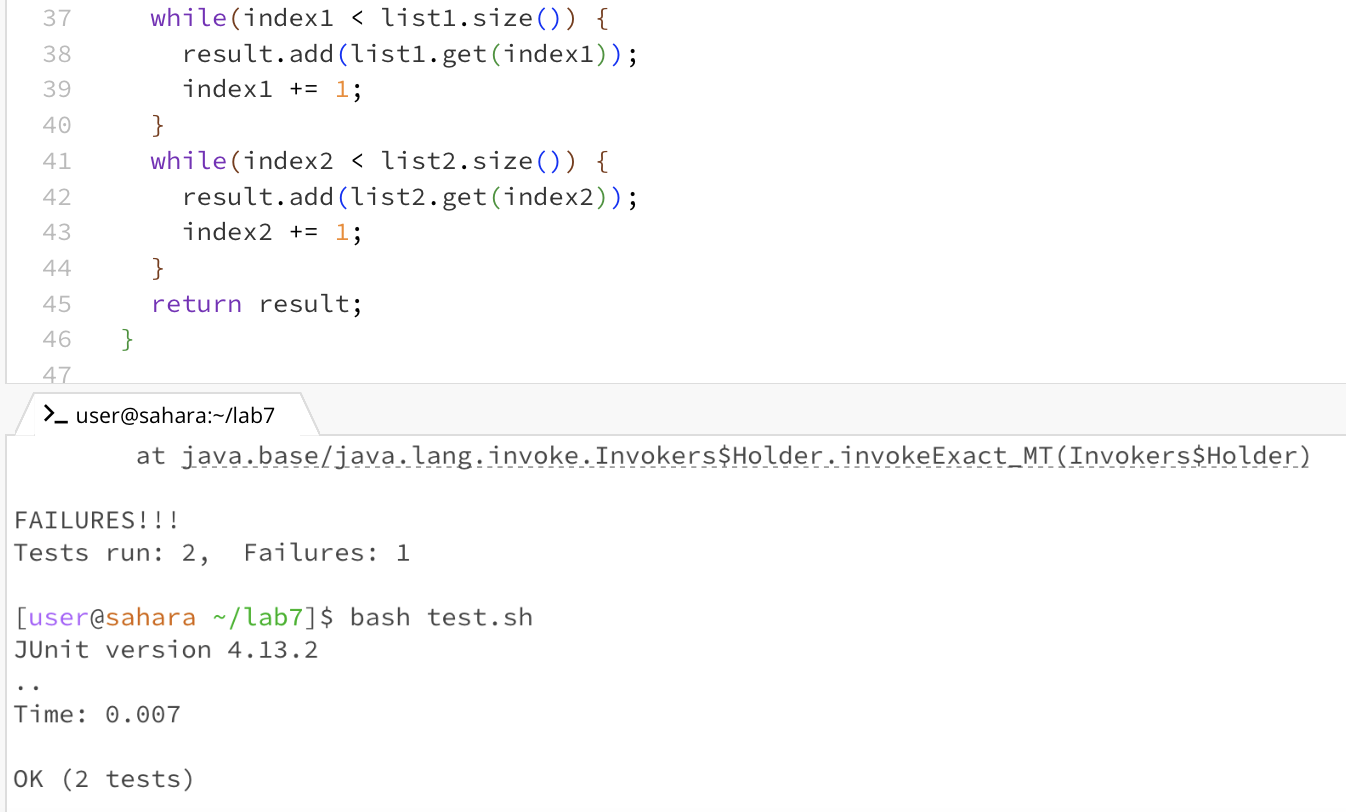 37 while(index1 < list1.size()) {
38 result.add(list1.get(index1));
39 index1 += 1;
40 }
41 while(index2 < list2.size()) {
42 result.add(list2.get(index2));
43 index2 += 1;
44 }
45 return result;
46 }
47
>_ user@sahara:~/lab7
at java.base/java.lang.invoke.Invokers$Holder.invokeExact_MT(Invokers$Holder)
FAILURES!!!
Tests run: 2,  Failures: 1
[user@sahara ~/lab7]$ bash test.sh
JUnit version 4.13.2
..
Time: 0.007
OK (2 tests)